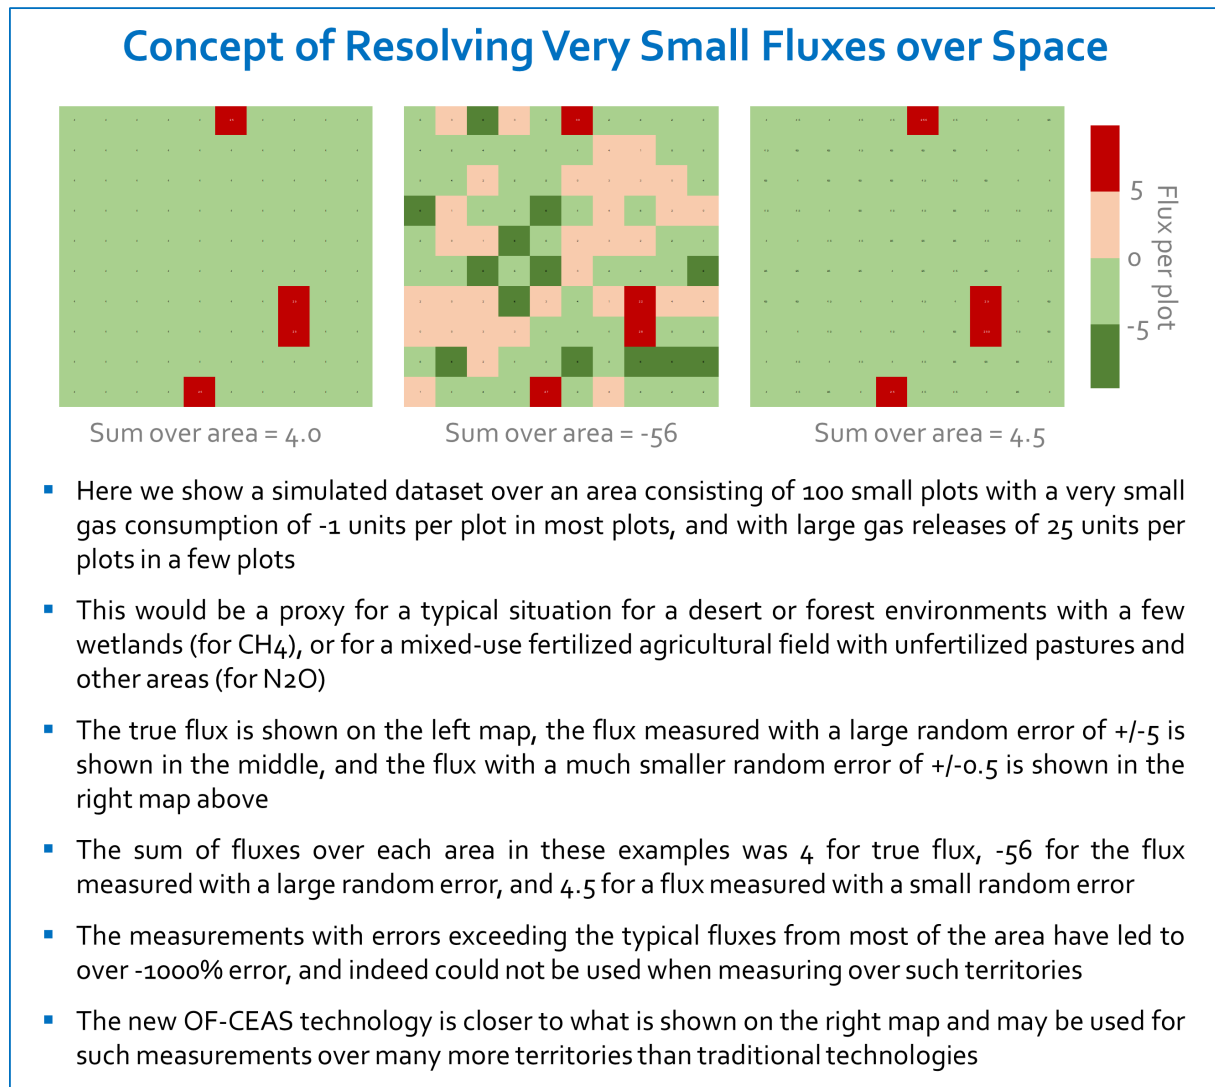 Concept of Resolving Very Small Fluxes over Space
5
0
-5
Flux per plot
Sum over area = 4.0
Sum over area = -56
Sum over area = 4.5
▪ Here we show a simulated dataset over an area consisting of 100 small plots with a very small
gas consumption of -1 units per plot in most plots, and with large gas releases of 25 units per
plots in a few plots
▪ This would be a proxy for a typical situation for a desert or forest environments with a few
wetlands (for CH4), or for a mixed-use fertilized agricultural field with unfertilized pastures and
other areas (for N2O)
▪ The true flux is shown on the left map, the flux measured with a large random error of +/-5 is
shown in the middle, and the flux with a much smaller random error of +/-0.5 is shown in the
right map above
▪ The sum of fluxes over each area in these examples was 4 for true flux, -56 for the flux
measured with a large random error, and 4.5 for a flux measured with a small random error
▪ The measurements with errors exceeding the typical fluxes from most of the area have led to
over -1000% error, and indeed could not be used when measuring over such territories
▪ The new OF-CEAS technology is closer to what is shown on the right map and may be used for
such measurements over many more territories than traditional technologies